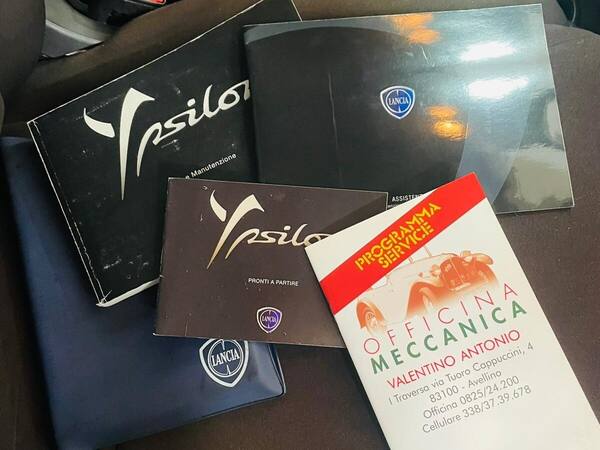 Ypsilon
e Manutenzione
LANCIA
Ypsilon
PRONTI A PARTIRE
LANCIA
LANCIA
PROGRAMMA
SERVICE
OFFICINA
MECCANICA
VALENTINO ANTONIO
I Traversa via Tuoro Cappuccini, 4
83100 - Avellino
Officina 0825/24.200
Cellulare 338/37.39.678